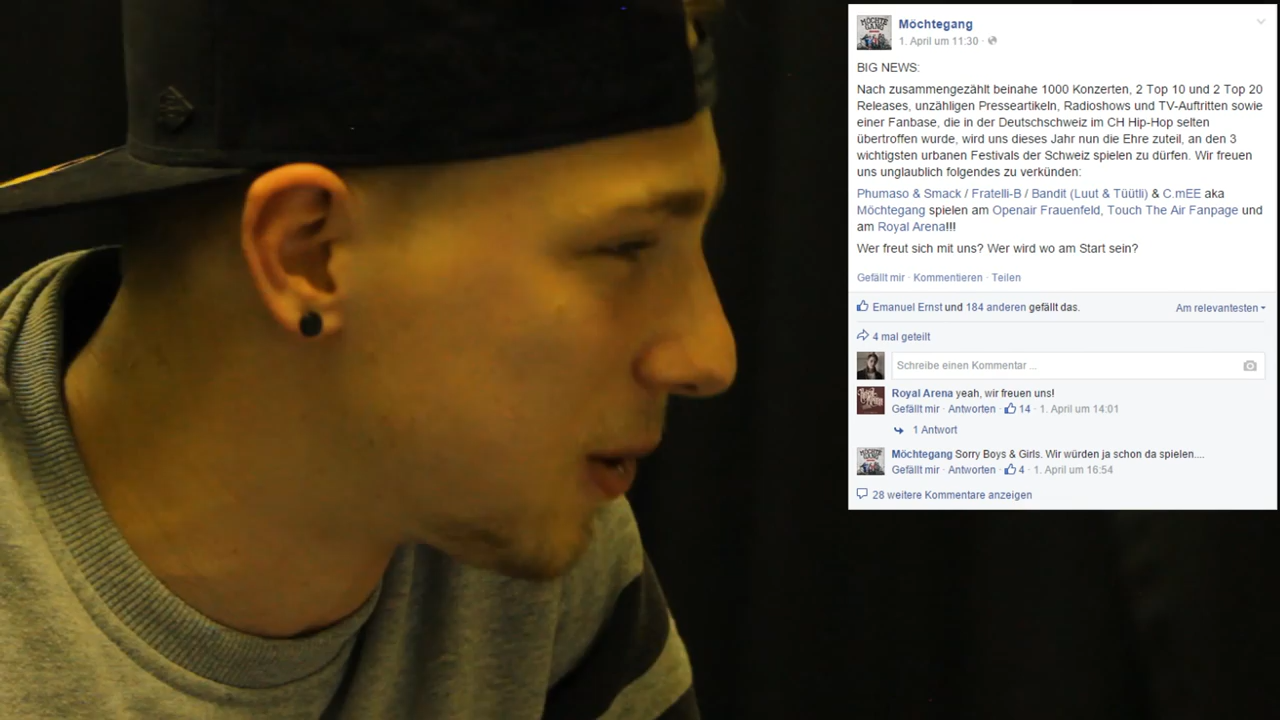 Möchtegang
1. April um 11:30 ·
BIG NEWS:
Nach zusammengezählt beinahe 1000 Konzerten, 2 Top 10 und 2 Top 20
Releases, unzähligen Presseartikeln, Radioshows und TV-Auftritten sowie
einer Fanbase, die in der Deutschschweiz im CH Hip-Hop selten
übertroffen wurde, wird uns dieses Jahr nun die Ehre zuteil, an den 3
wichtigsten urbanen Festivals der Schweiz spielen zu dürfen. Wir freuen
uns unglaublich folgendes zu verkünden:
Phumaso & Smack / Fratelli-B / Bandit (Luut & Tüütli) & C.mEE aka
Möchtegang spielen am Openair Frauenfeld, Touch The Air Fanpage und
am Royal Arena!!!
Wer freut sich mit uns? Wer wird wo am Start sein?
Gefällt mir · Kommentieren · Teilen
Emanuel Ernst und 184 anderen gefällt das.
Am relevantesten
4 mal geteilt
Schreibe einen Kommentar ...
Royal Arena yeah, wir freuen uns!
Gefällt mir · Antworten · 14 · 1. April um 14:01
1 Antwort
Möchtegang Sorry Boys & Girls. Wir würden ja schon da spielen....
Gefällt mir · Antworten · 4 · 1. April um 16:54
28 weitere Kommentare anzeigen